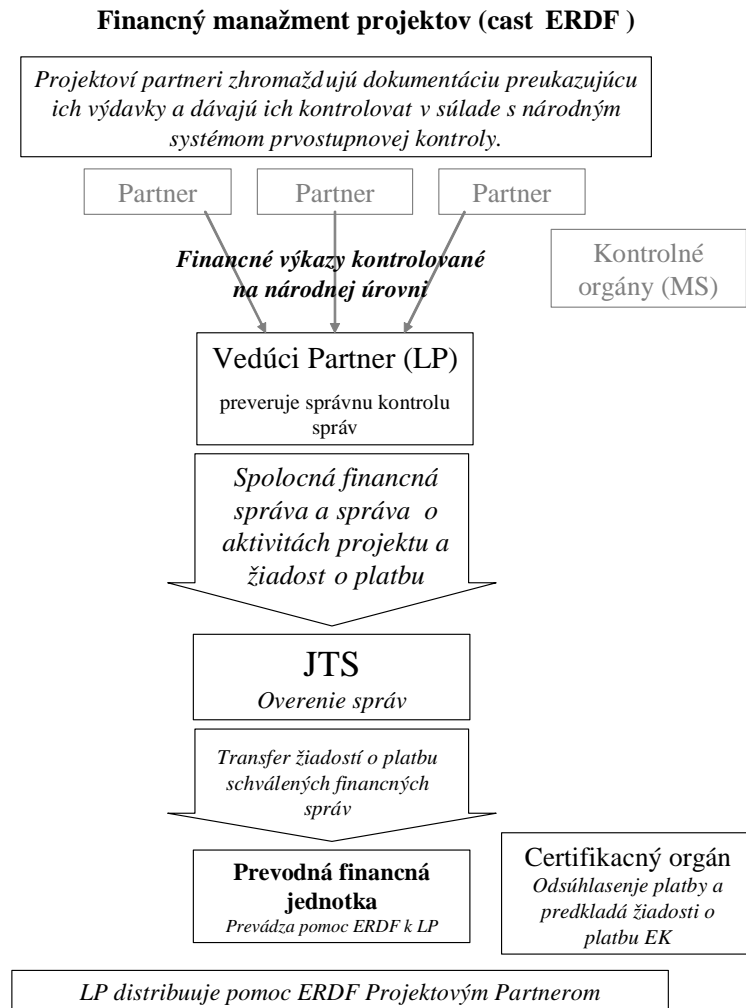 Financný manažment projektov (cast ERDF )
Projektoví partneri zhromaždujú dokumentáciu preukazujúcu
ich výdavky a dávajú ich kontrolovat v súlade s národným
systémom prvostupnovej kontroly.
Partner
Partner
Partner
Financné výkazy kontrolované
na národnej úrovni
Kontrolné
orgány (MS)
Vedúci Partner (LP)
preveruje správnu kontrolu
správ
Spolocná financná
správa a správa o
aktivitách projektu a
žiadost o platbu
JTS
Overenie správ
Transfer žiadostí o platbu
schválených financných
správ
Prevodná financná
jednotka
Prevádza pomoc ERDF k LP
Certifikacný orgán
Odsúhlasenie platby a
predkladá žiadosti o
platbu EK
LP distribuuje pomoc ERDF Projektovým Partnerom